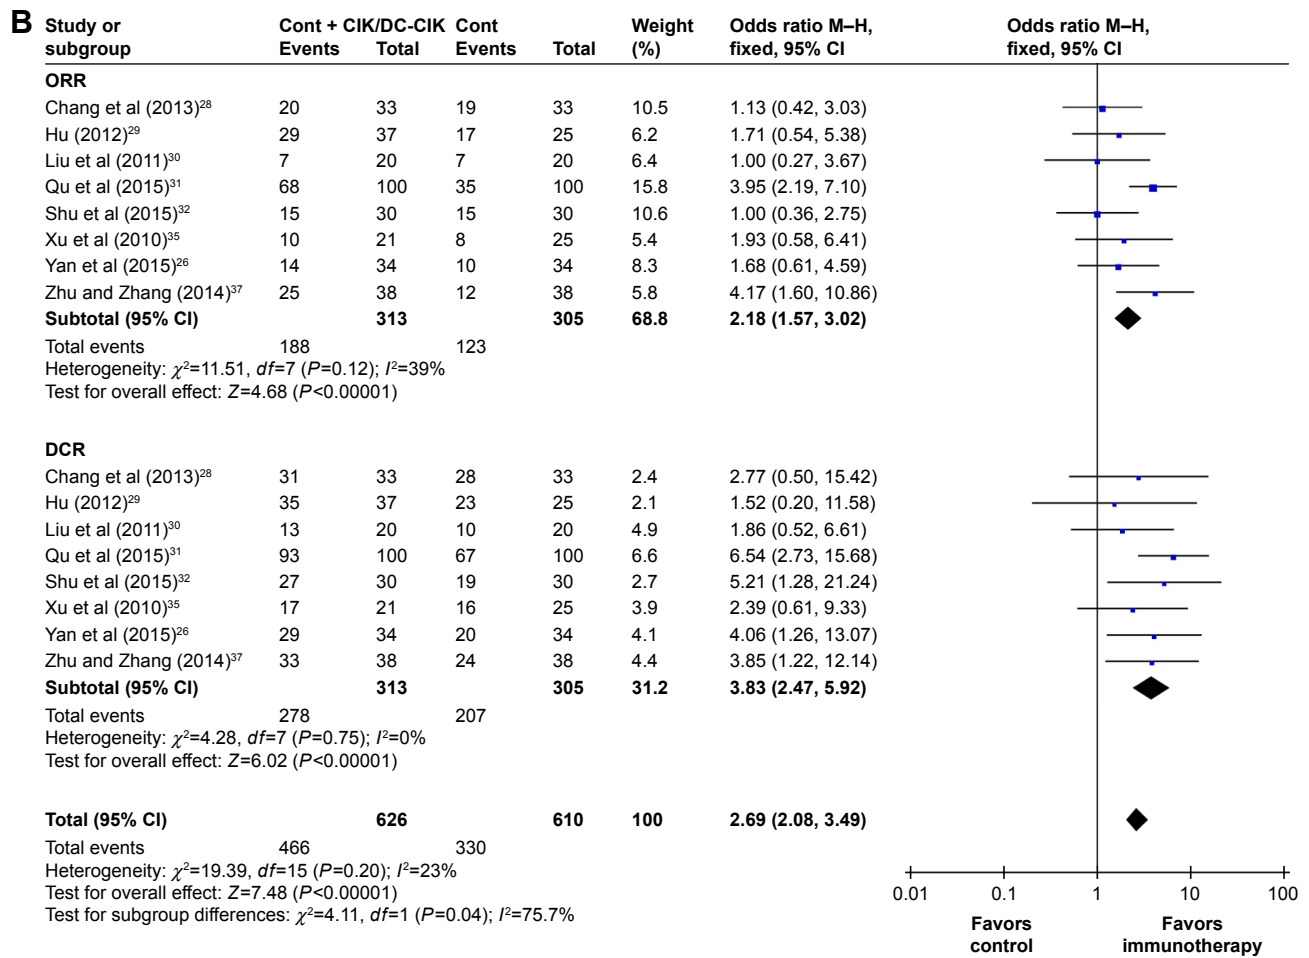 B
Study or subgroup Cont + CIK/DC-CIK Cont Weight (%) Odds ratio M–H, fixed, 95% CI Odds ratio M–H, fixed, 95% CI
Events Total Events Total
ORR
Chang et al (2013)28 20 33 19 33 10.5 1.13 (0.42, 3.03)
Hu (2012)29 29 37 17 25 6.2 1.71 (0.54, 5.38)
Liu et al (2011)30 7 20 7 20 6.4 1.00 (0.27, 3.67)
Qu et al (2015)31 68 100 35 100 15.8 3.95 (2.19, 7.10)
Shu et al (2015)32 15 30 15 30 10.6 1.00 (0.36, 2.75)
Xu et al (2010)35 10 21 8 25 5.4 1.93 (0.58, 6.41)
Yan et al (2015)26 14 34 10 34 8.3 1.68 (0.61, 4.59)
Zhu and Zhang (2014)37 25 38 12 38 5.8 4.17 (1.60, 10.86)
Subtotal (95% CI) 313 305 68.8 2.18 (1.57, 3.02)
Total events 188 123
Heterogeneity: χ2=11.51, df=7 (P=0.12); I2=39%
Test for overall effect: Z=4.68 (P<0.00001)
DCR
Chang et al (2013)28 31 33 28 33 2.4 2.77 (0.50, 15.42)
Hu (2012)29 35 37 23 25 2.1 1.52 (0.20, 11.58)
Liu et al (2011)30 13 20 10 20 4.9 1.86 (0.52, 6.61)
Qu et al (2015)31 93 100 67 100 6.6 6.54 (2.73, 15.68)
Shu et al (2015)32 27 30 19 30 2.7 5.21 (1.28, 21.24)
Xu et al (2010)35 17 21 16 25 3.9 2.39 (0.61, 9.33)
Yan et al (2015)26 29 34 20 34 4.1 4.06 (1.26, 13.07)
Zhu and Zhang (2014)37 33 38 24 38 4.4 3.85 (1.22, 12.14)
Subtotal (95% CI) 313 305 31.2 3.83 (2.47, 5.92)
Total events 278 207
Heterogeneity: χ2=4.28, df=7 (P=0.75); I2=0%
Test for overall effect: Z=6.02 (P<0.00001)
Total (95% CI) 626 610 100 2.69 (2.08, 3.49)
Total events 466 330
Heterogeneity: χ2=19.39, df=15 (P=0.20); I2=23%
Test for overall effect: Z=7.48 (P<0.00001)
Test for subgroup differences: χ2=4.11, df=1 (P=0.04); I2=75.7%
0.01 0.1 1 10 100
Favors control Favors immunotherapy